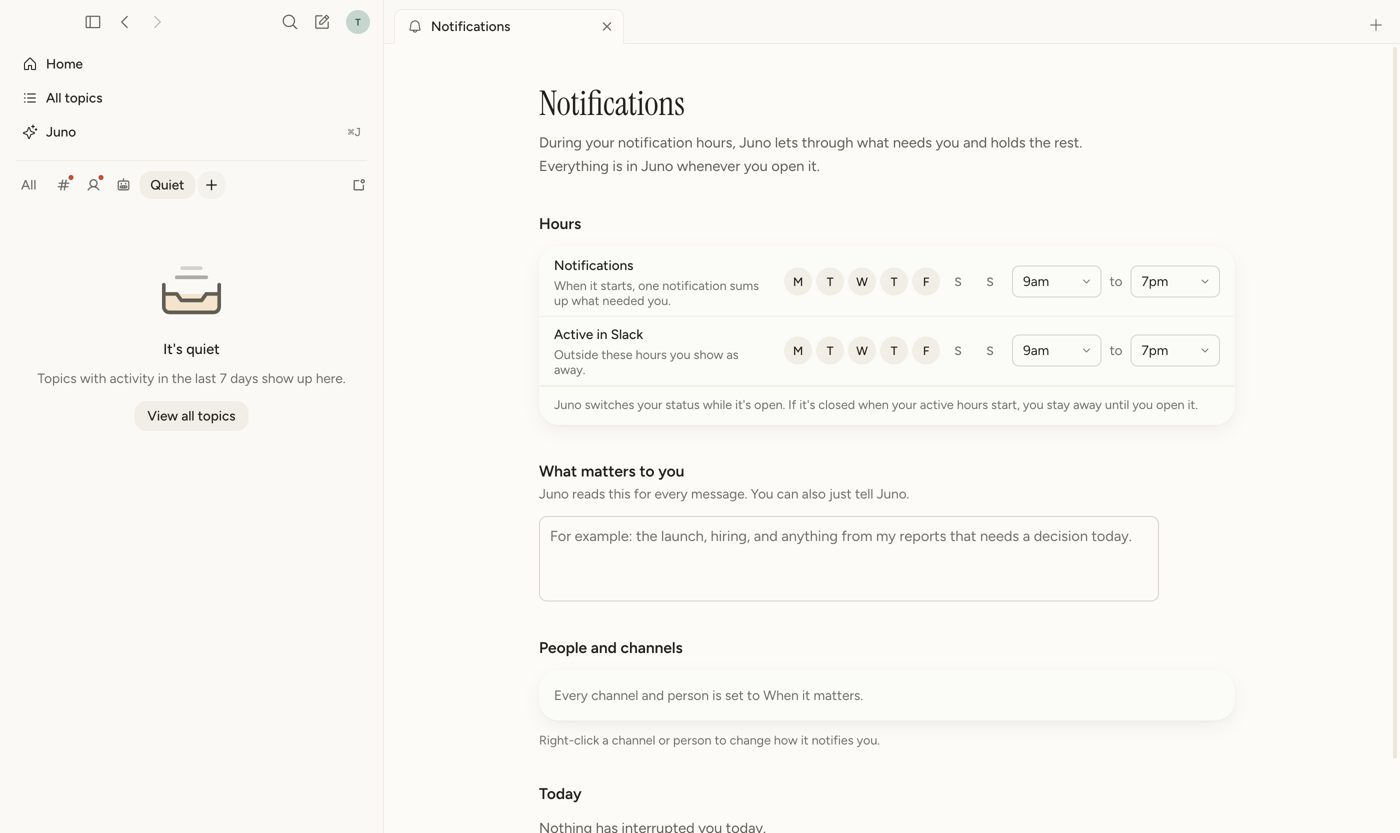 T
Home
All topics
Juno
⌘J
All
Quiet
It's quiet
Topics with activity in the last 7 days show up here.
View all topics
Notifications
Notifications
During your notification hours, Juno lets through what needs you and holds the rest.
Everything is in Juno whenever you open it.
Hours
Notifications
When it starts, one notification sums
up what needed you.
M T W T F S S 9am to 7pm
Active in Slack
Outside these hours you show as
away.
M T W T F S S 9am to 7pm
Juno switches your status while it's open. If it's closed when your active hours start, you stay away until you open it.
What matters to you
Juno reads this for every message. You can also just tell Juno.
For example: the launch, hiring, and anything from my reports that needs a decision today.
People and channels
Every channel and person is set to When it matters.
Right-click a channel or person to change how it notifies you.
Today
Nothing has interrupted you today.